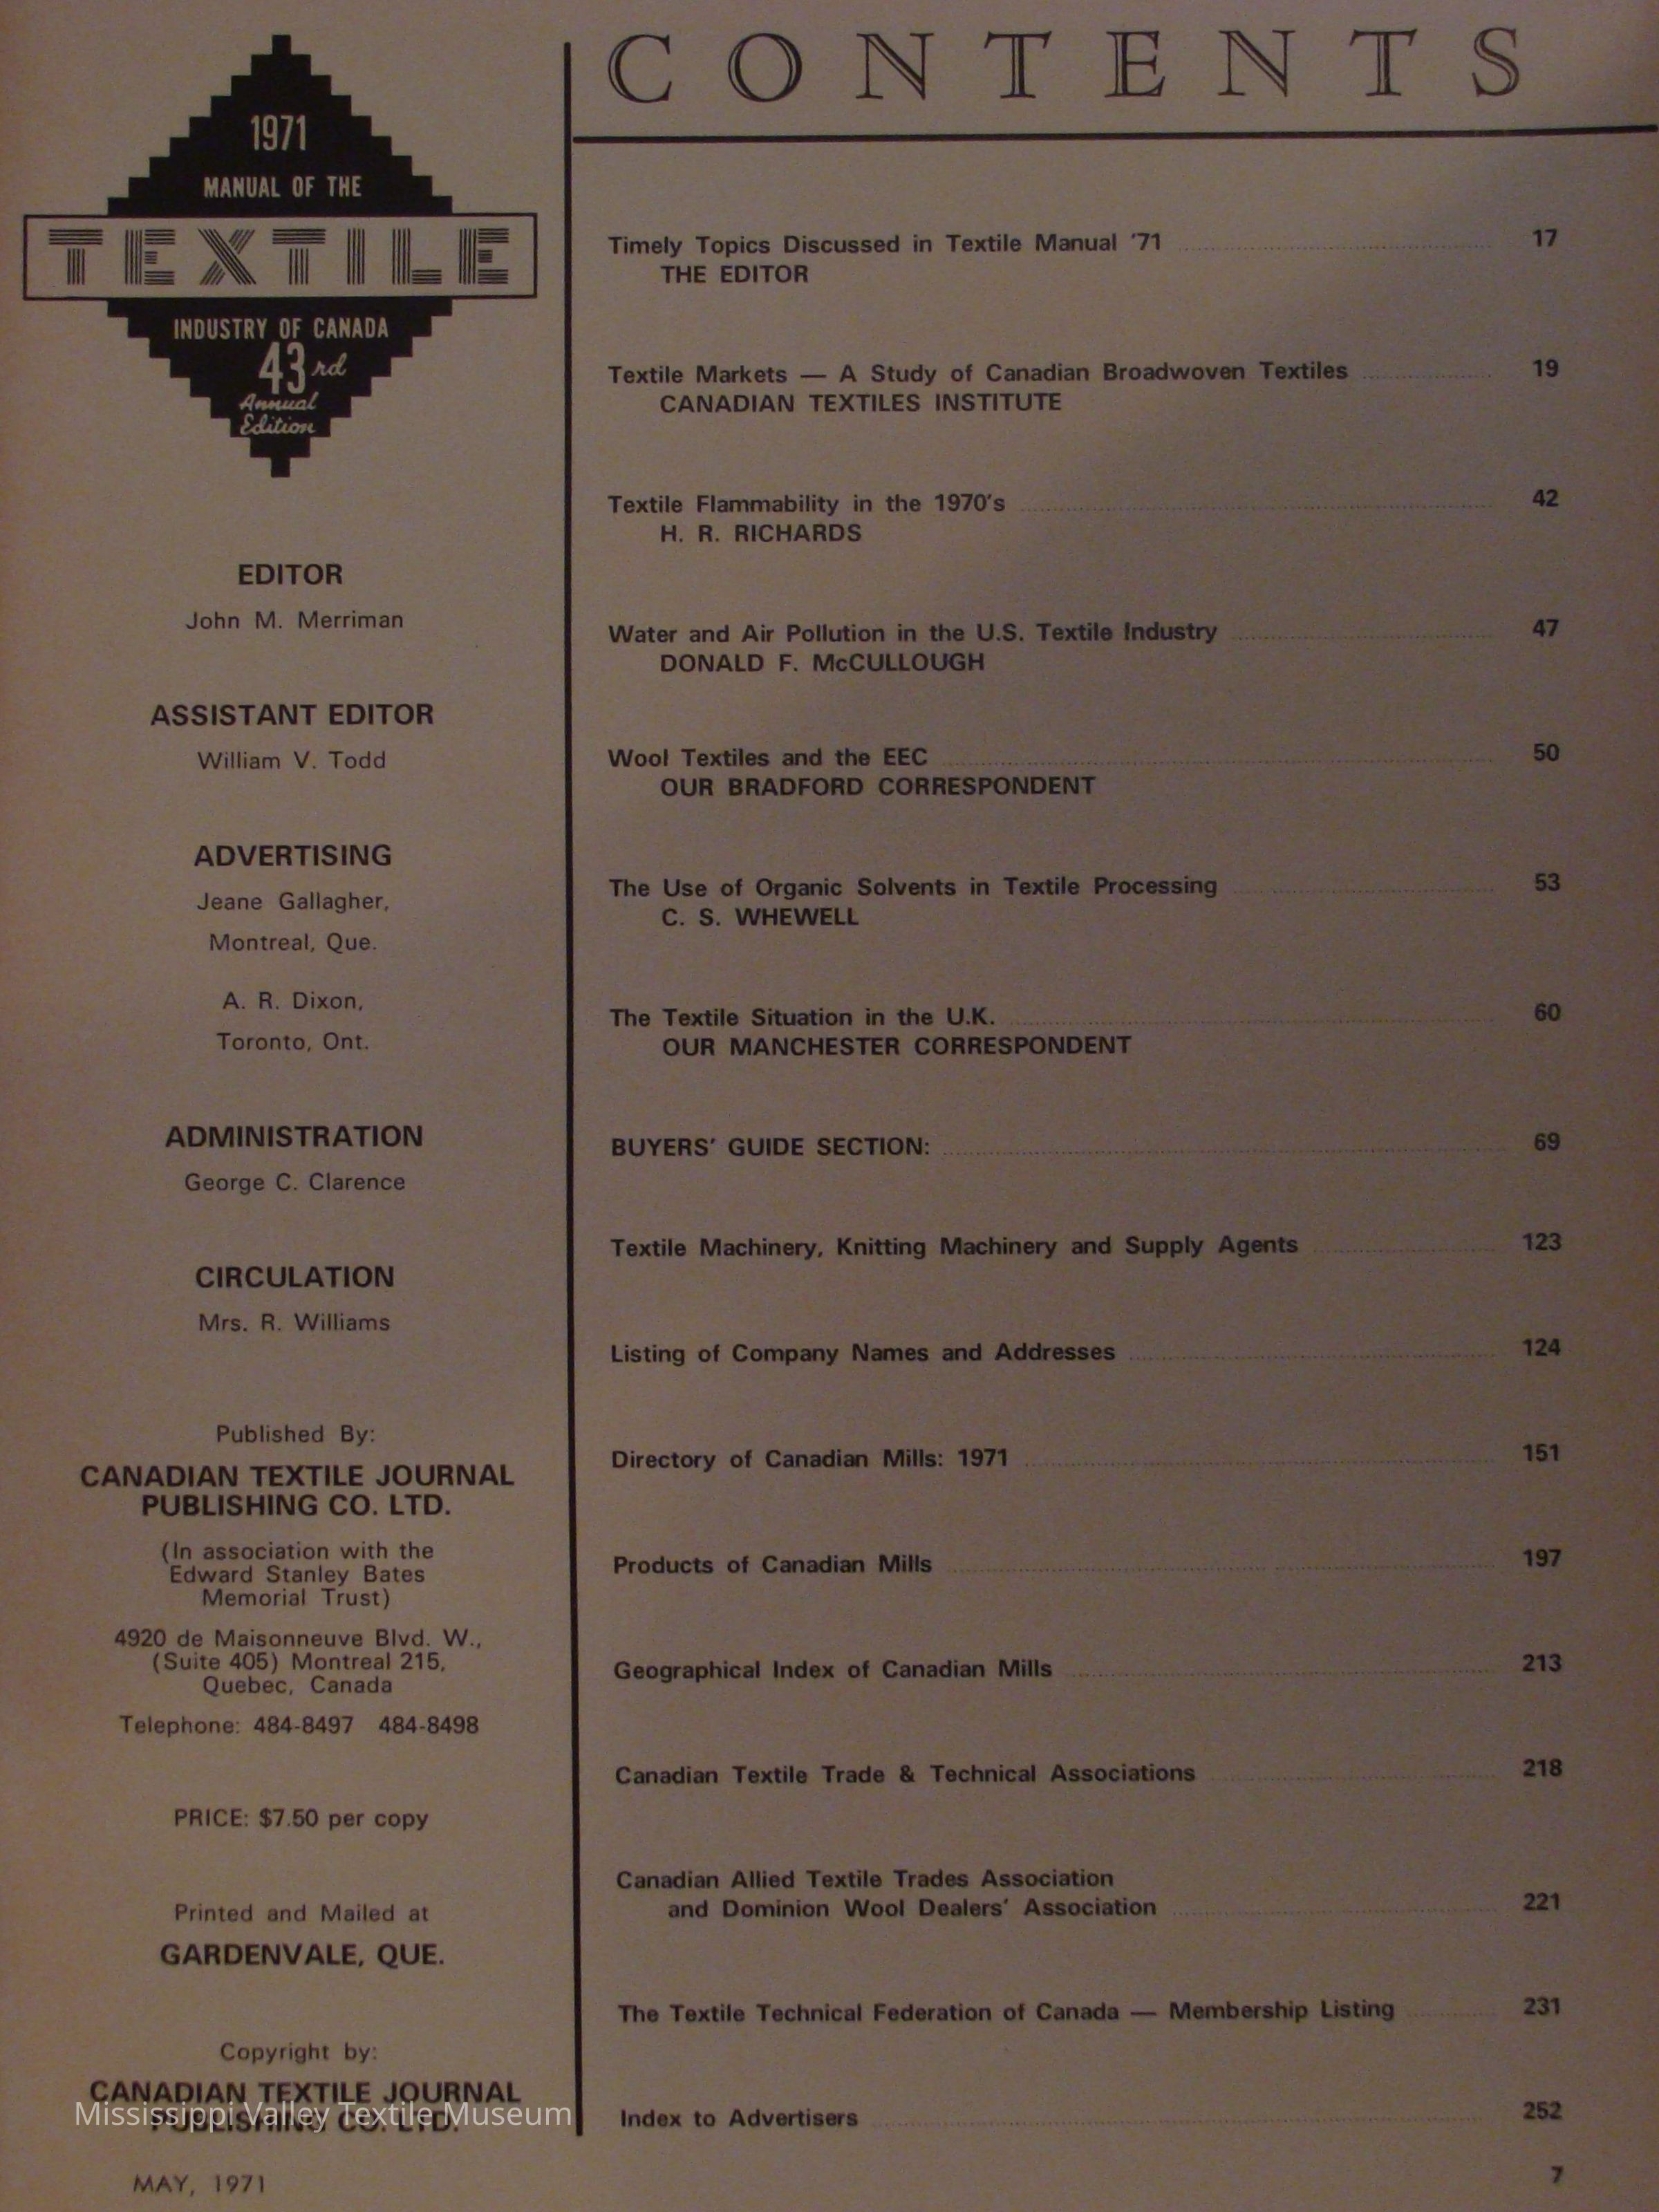 1971
MANUAL OF THE
TEXTILE
INDUSTRY OF CANADA
43rd
Annual
Edition
EDITOR
John M. Merriman
ASSISTANT EDITOR
William V. Todd
ADVERTISING
Jeane Gallagher,
Montreal, Que.
A. R. Dixon,
Toronto, Ont.
ADMINISTRATION
George C. Clarence
CIRCULATION
Mrs. R. Williams
Published By:
CANADIAN TEXTILE JOURNAL
PUBLISHING CO. LTD.
(In association with the
Edward Stanley Bates
Memorial Trust)
4920 de Maisonneuve Blvd. W.,
(Suite 405) Montreal 215,
Quebec, Canada
Telephone: 484-8497 484-8498
PRICE: $7.50 per copy
Printed and Mailed at
GARDENVALE, QUE.
Copyright by:
CANADIAN TEXTILE JOURNAL
PUBLISHING CO. LTD.
Mississippi Valley Textile Museum
MAY, 1971
CONTENTS
Timely Topics Discussed in Textile Manual '71 17
THE EDITOR
Textile Markets — A Study of Canadian Broadwoven Textiles 19
CANADIAN TEXTILES INSTITUTE
Textile Flammability in the 1970's 42
H. R. RICHARDS
Water and Air Pollution in the U.S. Textile Industry 47
DONALD F. McCULLOUGH
Wool Textiles and the EEC 50
OUR BRADFORD CORRESPONDENT
The Use of Organic Solvents in Textile Processing 53
C. S. WHEWELL
The Textile Situation in the U.K. 60
OUR MANCHESTER CORRESPONDENT
BUYERS' GUIDE SECTION: 69
Textile Machinery, Knitting Machinery and Supply Agents 123
Listing of Company Names and Addresses 124
Directory of Canadian Mills: 1971 151
Products of Canadian Mills 197
Geographical Index of Canadian Mills 213
Canadian Textile Trade & Technical Associations 218
Canadian Allied Textile Trades Association
and Dominion Wool Dealers' Association 221
The Textile Technical Federation of Canada — Membership Listing 231
Index to Advertisers 252
7